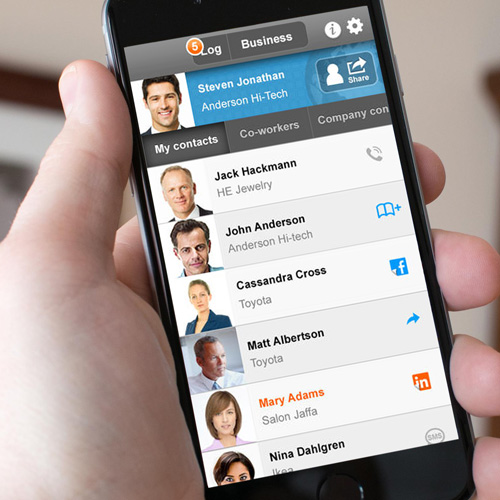 5
Log
Business
i
Steven Jonathan
Anderson Hi-Tech
Share
My contacts
Co-workers
Company con
Jack Hackmann
HE Jewelry
John Anderson
Anderson Hi-tech
Cassandra Cross
Toyota
f
Matt Albertson
Toyota
Mary Adams
Salon Jaffa
in
Nina Dahlgren
Ikea
SMS